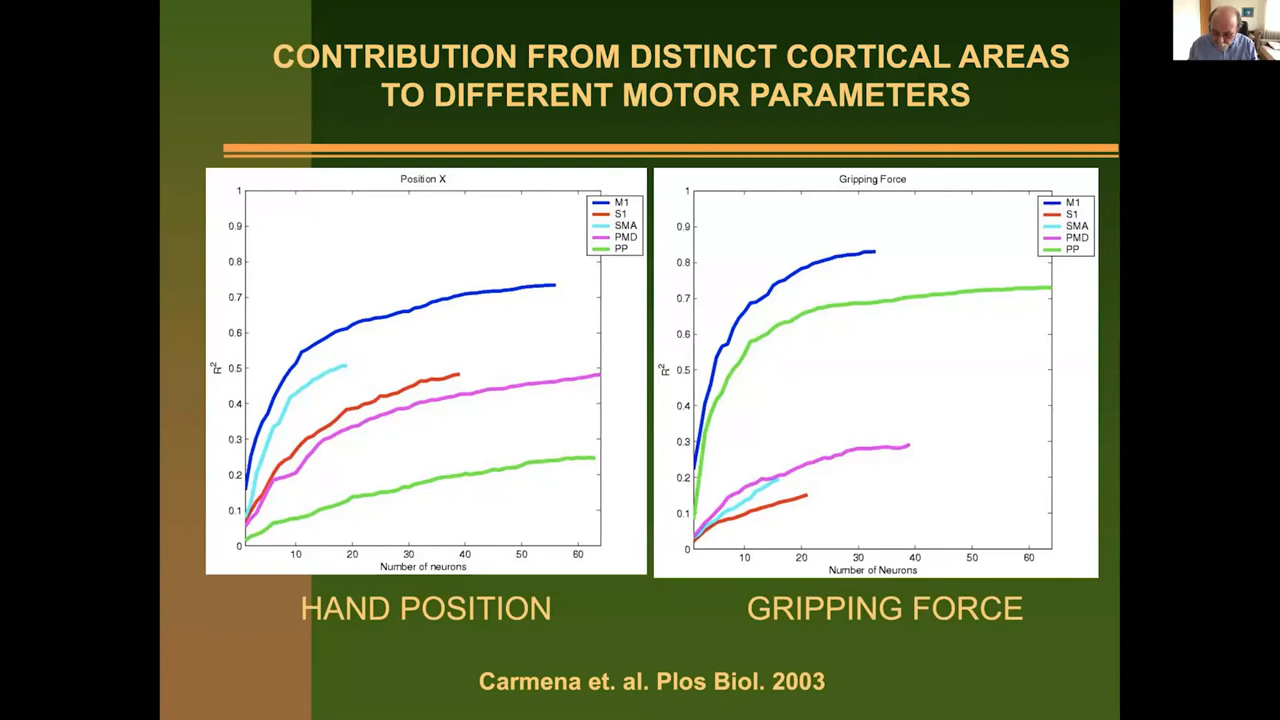 CONTRIBUTION FROM DISTINCT CORTICAL AREAS
TO DIFFERENT MOTOR PARAMETERS
Position X
1
0.9
0.8
0.7
0.6
0.5
0.4
0.3
0.2
0.1
0
R²
10 20 30 40 50 60
Number of neurons
M1
S1
SMA
PMD
PP
Gripping Force
1
0.9
0.8
0.7
0.6
0.5
0.4
0.3
0.2
0.1
0
R²
10 20 30 40 50 60
Number of Neurons
M1
S1
SMA
PMD
PP
HAND POSITION
GRIPPING FORCE
Carmena et. al. Plos Biol. 2003